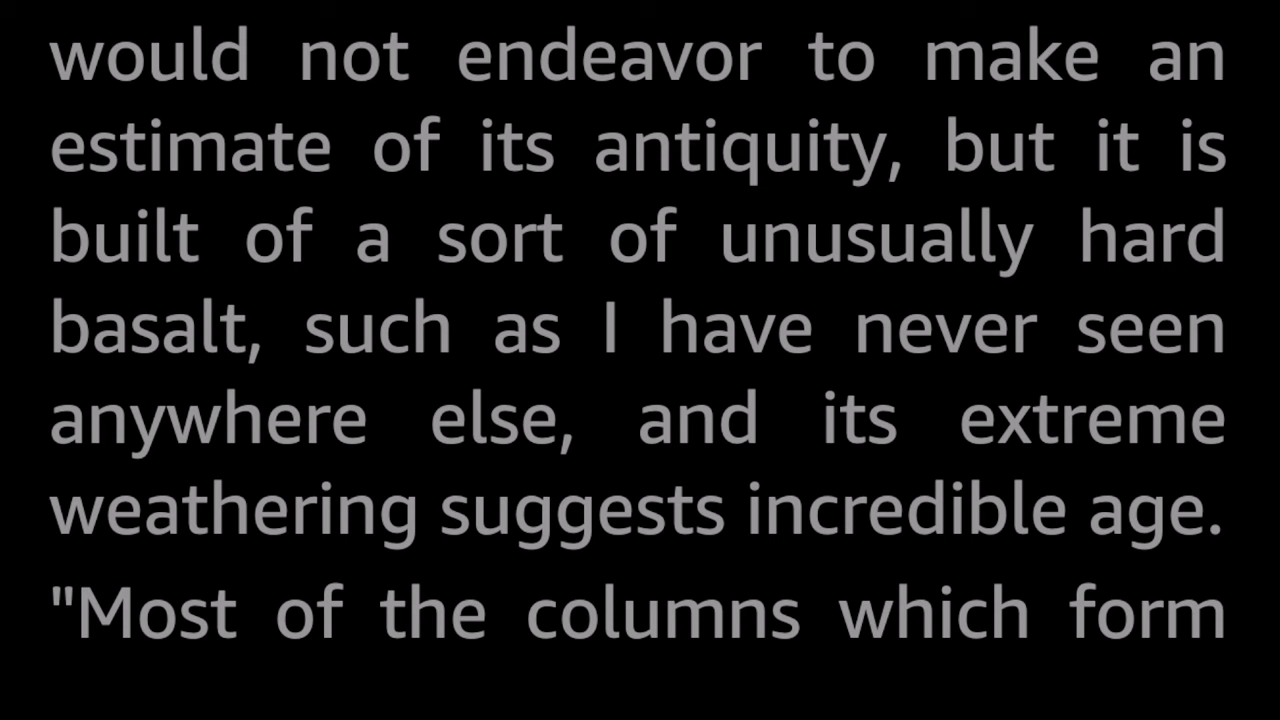 would not endeavor to make an
estimate of its antiquity, but it is
built of a sort of unusually hard
basalt, such as I have never seen
anywhere else, and its extreme
weathering suggests incredible age.
"Most of the columns which form